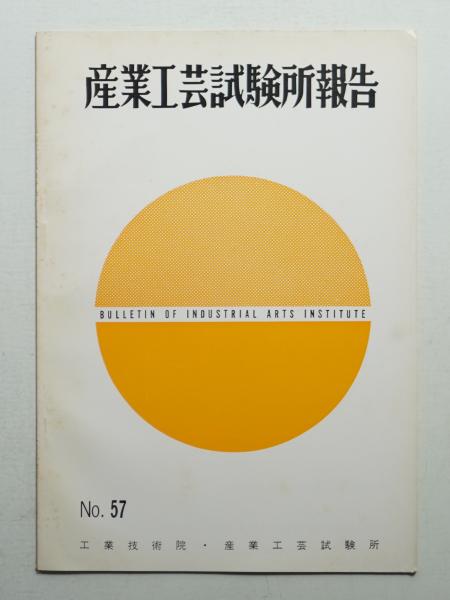 産業工芸試験所報告
BULLETIN OF INDUSTRIAL ARTS INSTITUTE
No. 57
工業技術院・産業工芸試験所